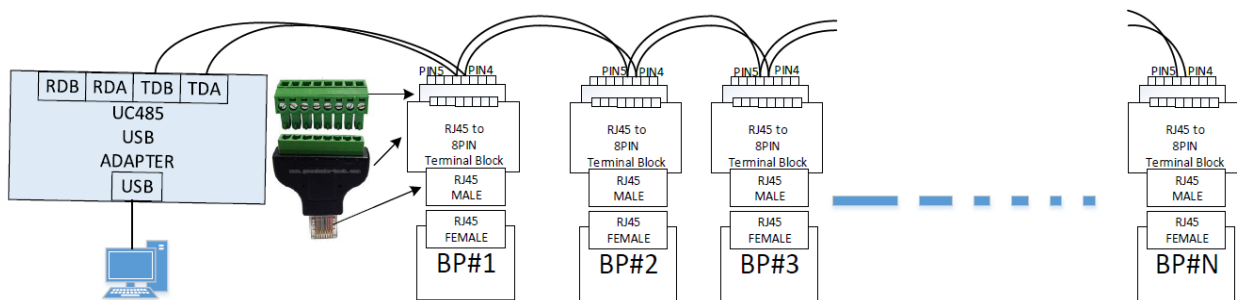 RDB RDA TDB TDA
UC485
USB
ADAPTER
USB
PIN5 PIN4
RJ45 to
8PIN
Terminal Block
RJ45
MALE
RJ45
FEMALE
BP#1
PIN5 PIN4
RJ45 to
8PIN
Terminal Block
RJ45
MALE
RJ45
FEMALE
BP#2
PIN5 PIN4
RJ45 to
8PIN
Terminal Block
RJ45
MALE
RJ45
FEMALE
BP#3
PIN5 PIN4
RJ45 to
8PIN
Terminal Block
RJ45
MALE
RJ45
FEMALE
BP#N